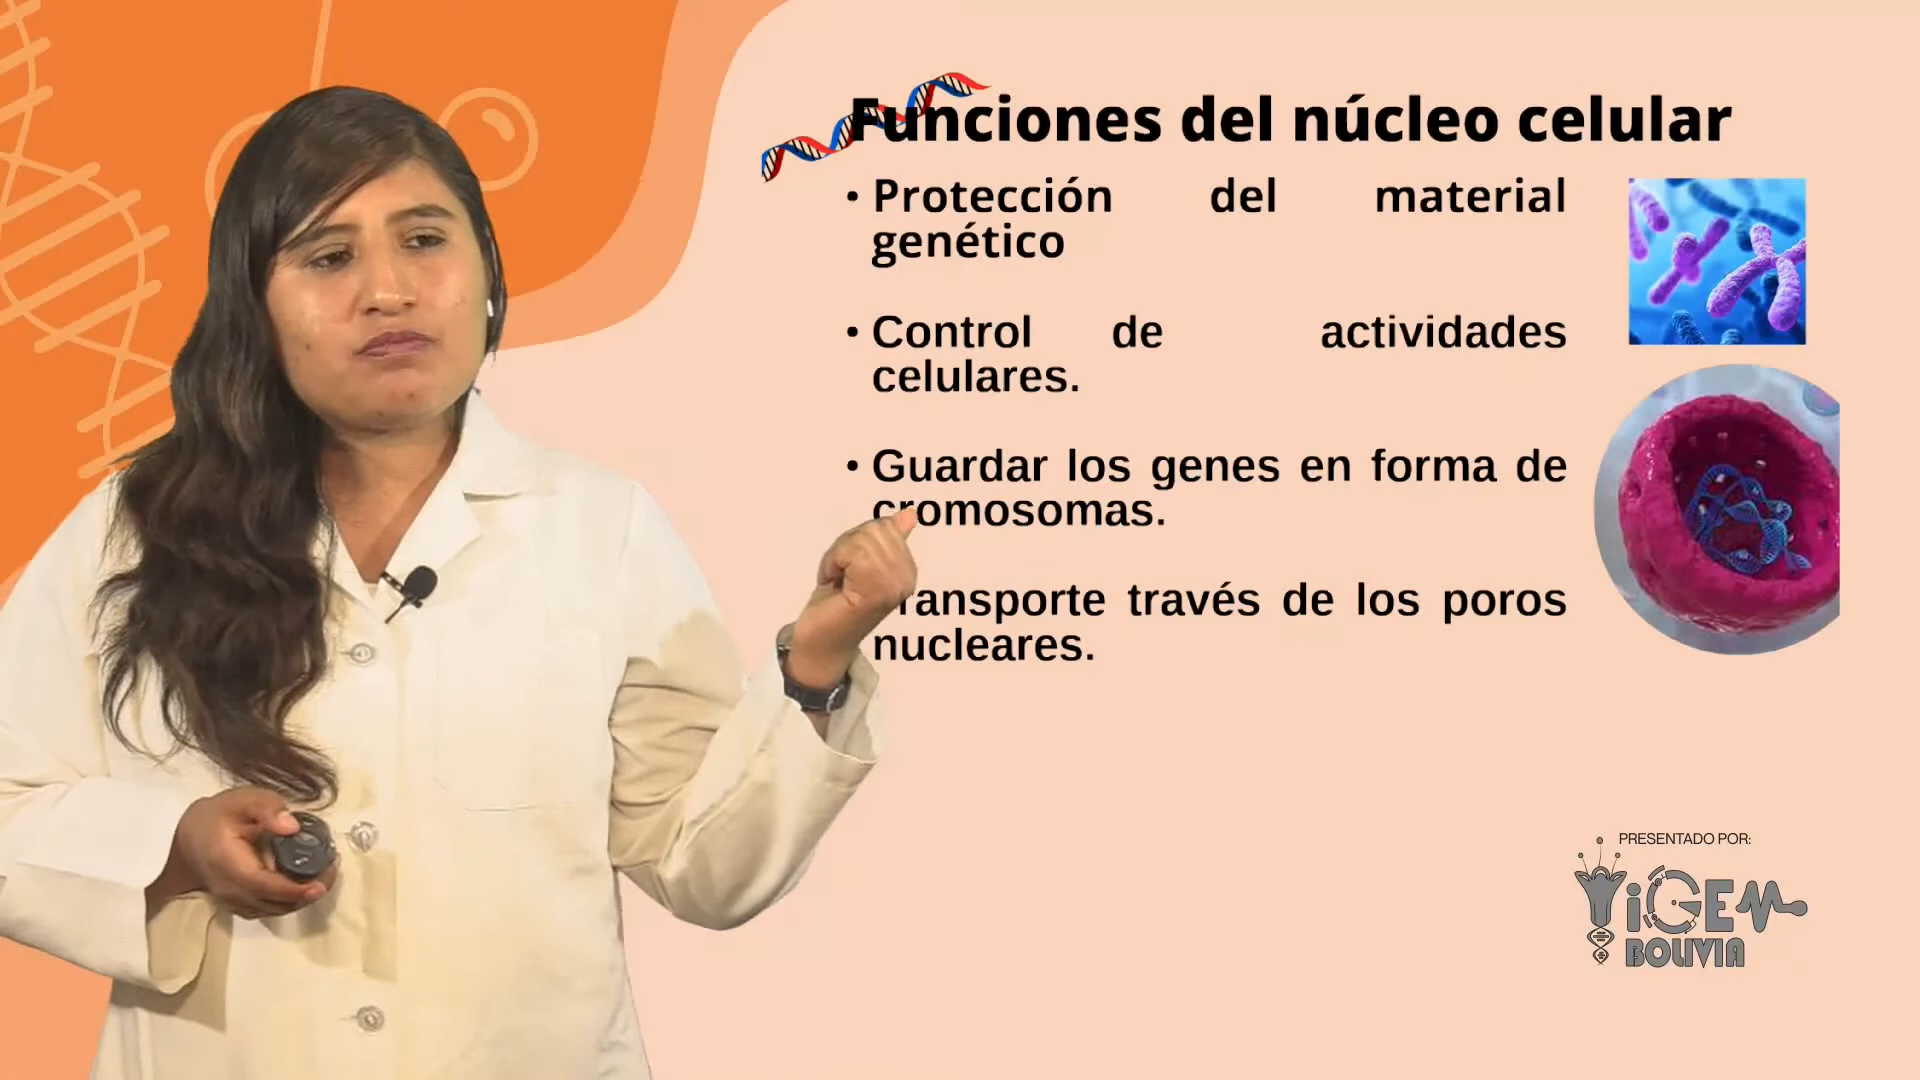 Funciones del núcleo celular
• Protección del material
genético
• Control de actividades
celulares.
• Guardar los genes en forma de
cromosomas.
Transporte través de los poros
nucleares.
PRESENTADO POR:
iGEM
BOLIVIA